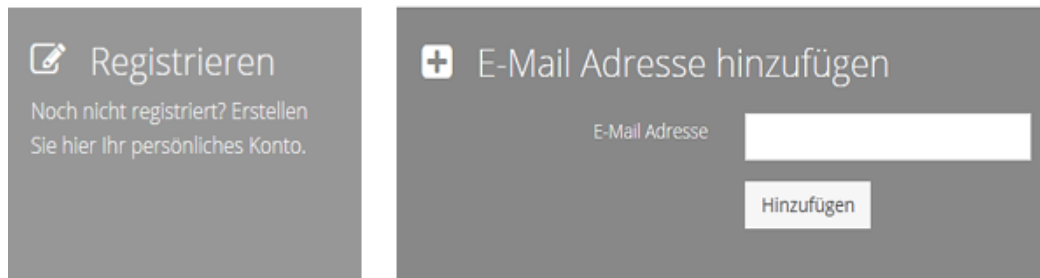 Registrieren
Noch nicht registriert? Erstellen
Sie hier Ihr persönliches Konto.
E-Mail Adresse hinzufügen
E-Mail Adresse
Hinzufügen